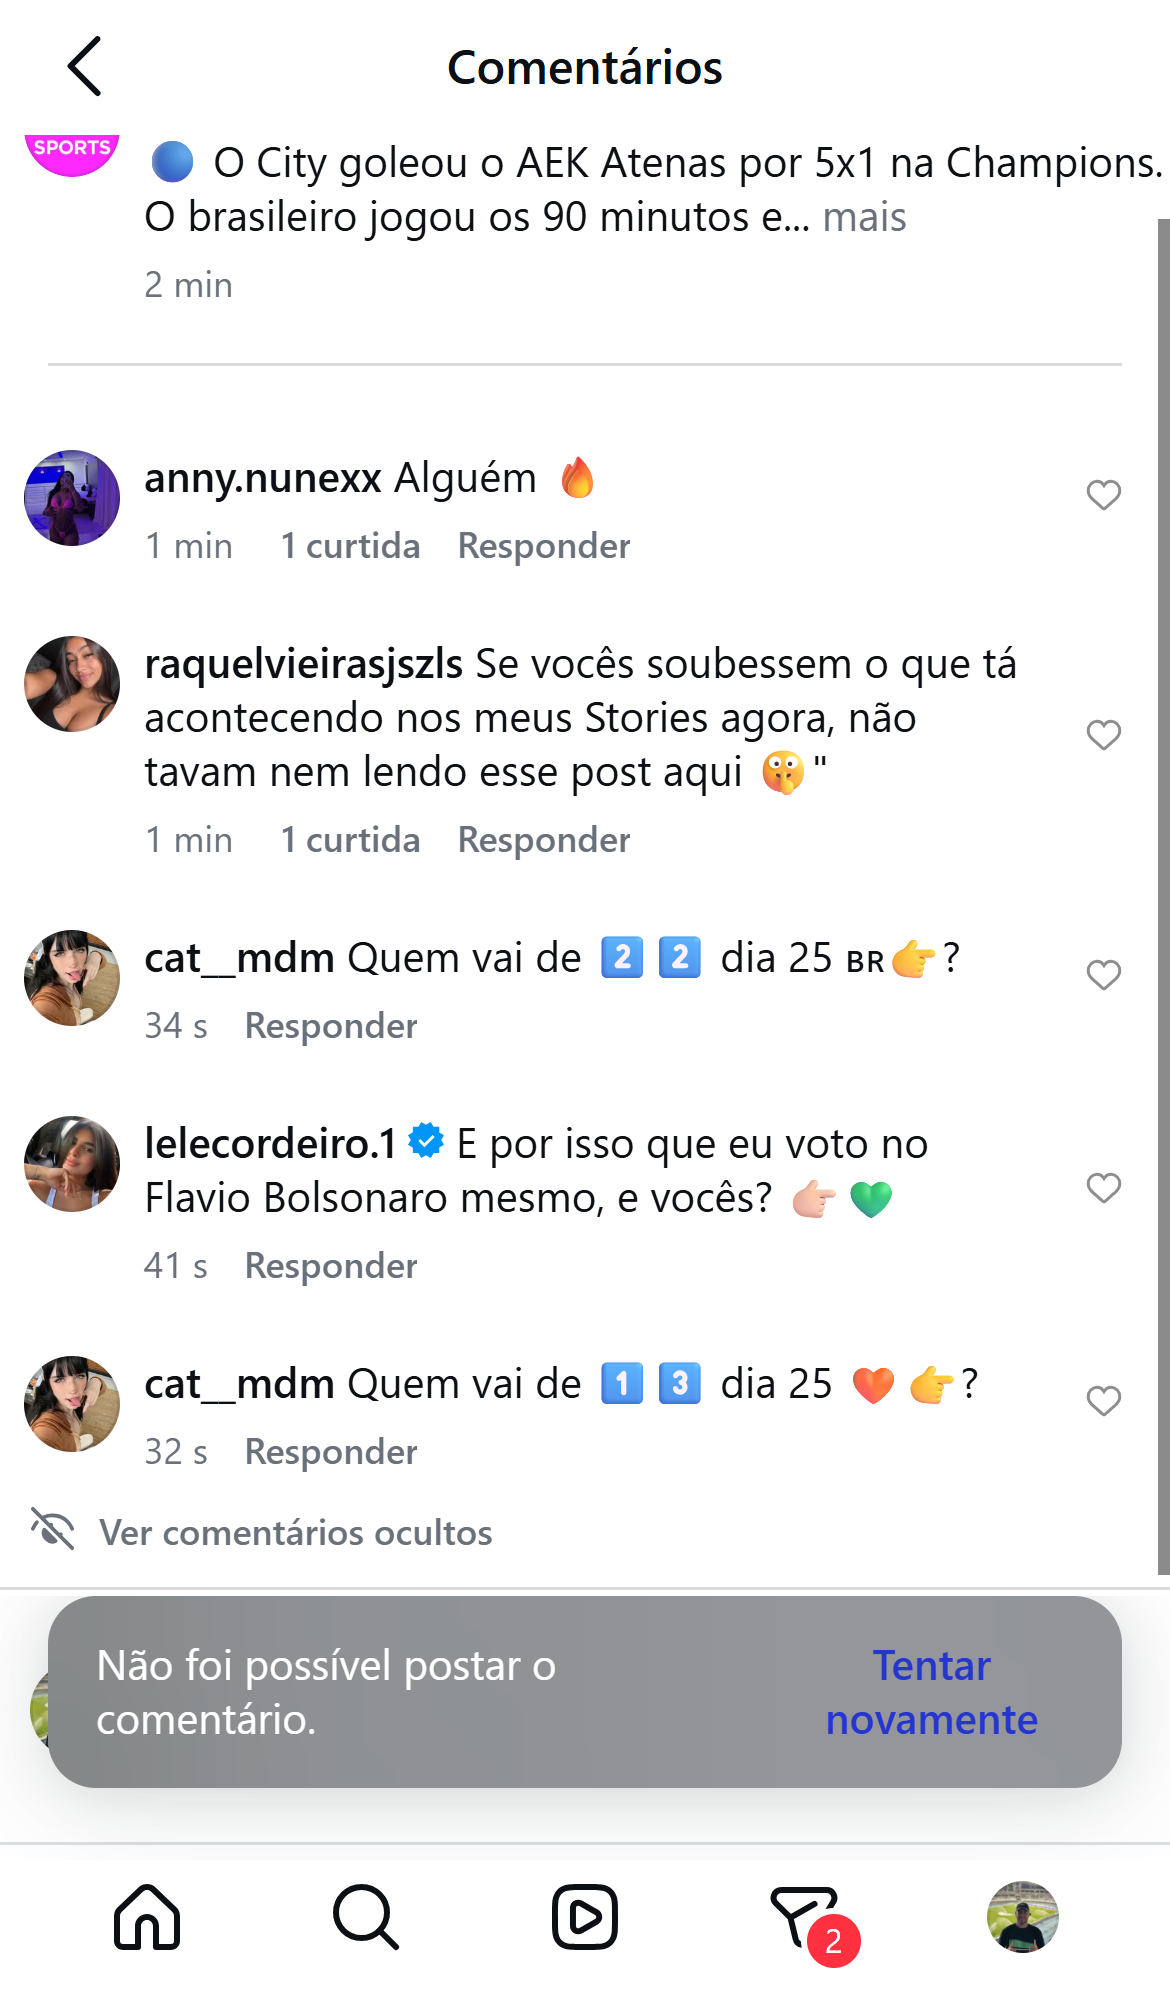 Comentários
SPORTS
🔵 O City goleou o AEK Atenas por 5x1 na Champions.
O brasileiro jogou os 90 minutos e... mais
2 min
anny.nunexx Alguém 🔥
1 min 1 curtida Responder
raquelvieirasjszls Se vocês soubessem o que tá
acontecendo nos meus Stories agora, não
tavam nem lendo esse post aqui 🤫"
1 min 1 curtida Responder
cat__mdm Quem vai de 2️⃣ 2️⃣ dia 25 🇧🇷👉?
34 s Responder
lelecordeiro.1 E por isso que eu voto no
Flavio Bolsonaro mesmo, e vocês? 👉🏻 💚
41 s Responder
cat__mdm Quem vai de 1️⃣ 3️⃣ dia 25 ❤️ 👉?
32 s Responder
Ver comentários ocultos
Não foi possível postar o
comentário.
Tentar
novamente
2